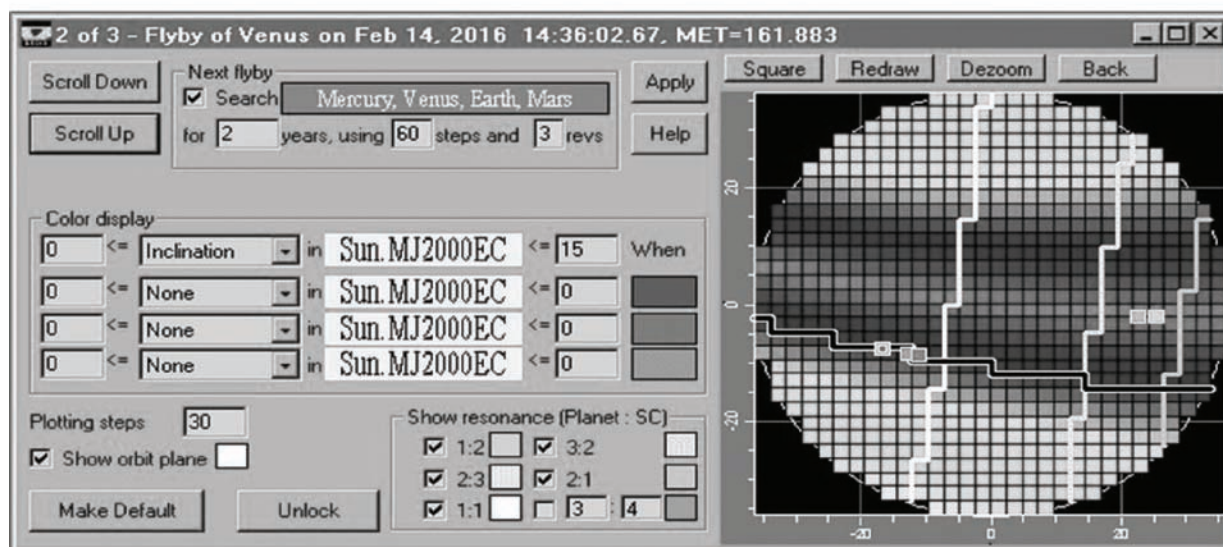 2 of 3 - Flyby of Venus on Feb 14, 2016 14:36:02.67, MET=161.883
Scroll Down
Scroll Up
Next flyby
Search Mercury, Venus, Earth, Mars
for 2 years, using 60 steps and 3 revs
Apply
Help
Color display
0 <= Inclination in Sun.MJ2000EC <= 15 When
0 <= None in Sun.MJ2000EC <= 0
0 <= None in Sun.MJ2000EC <= 0
0 <= None in Sun.MJ2000EC <= 0
Plotting steps 30
Show orbit plane
Make Default
Unlock
Show resonance (Planet : SC)
1:2 3:2
2:3 2:1
1:1 3 : 4
Square Redraw Dezoom Back
20
0
-20
-20 0 20